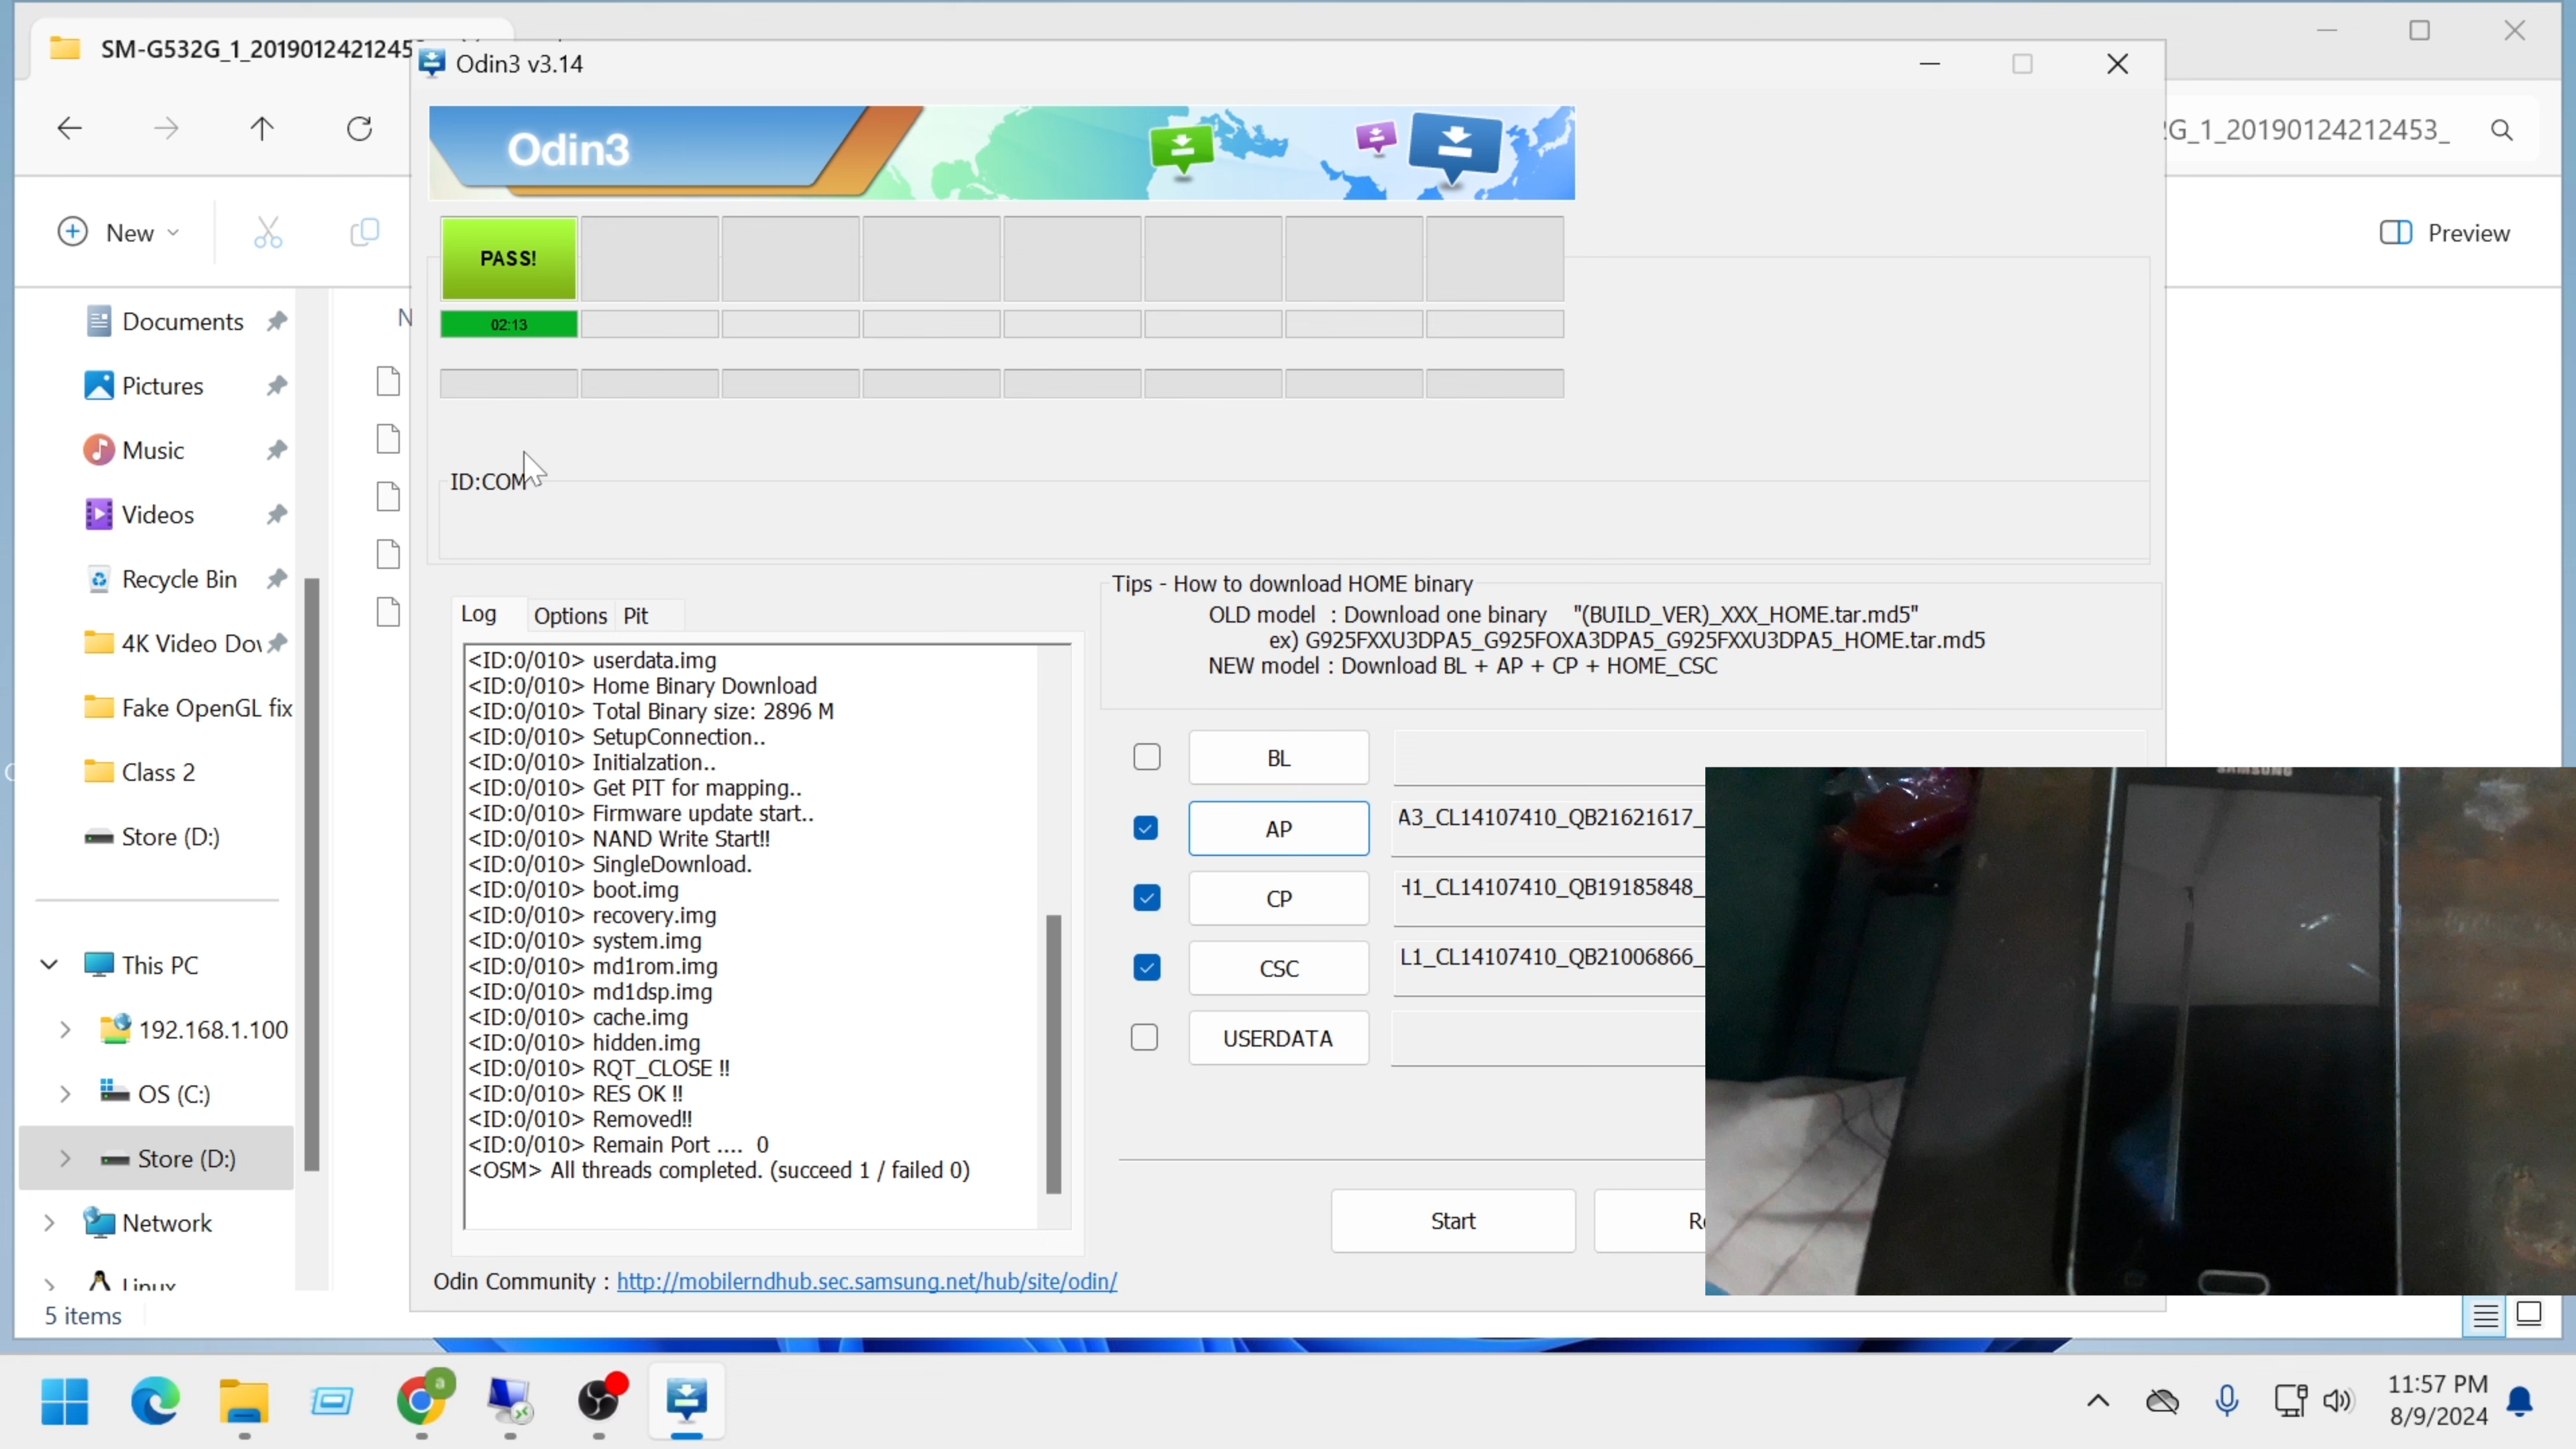 SM-G532G_1_20190124212453
Odin3 v3.14
G_1_20190124212453_
Odin3
New
Preview
PASS!
02:13
Documents
Pictures
Music
Videos
Recycle Bin
4K Video Dov
Fake OpenGL fix
Class 2
Store (D:)
This PC
192.168.1.100
OS (C:)
Store (D:)
Network
Linux
5 items
N
ID:COM
Log
Options
Pit
<ID:0/010> userdata.img
<ID:0/010> Home Binary Download
<ID:0/010> Total Binary size: 2896 M
<ID:0/010> SetupConnection..
<ID:0/010> Initialzation..
<ID:0/010> Get PIT for mapping..
<ID:0/010> Firmware update start..
<ID:0/010> NAND Write Start!!
<ID:0/010> SingleDownload.
<ID:0/010> boot.img
<ID:0/010> recovery.img
<ID:0/010> system.img
<ID:0/010> md1rom.img
<ID:0/010> md1dsp.img
<ID:0/010> cache.img
<ID:0/010> hidden.img
<ID:0/010> RQT_CLOSE !!
<ID:0/010> RES OK !!
<ID:0/010> Removed!!
<ID:0/010> Remain Port .... 0
<OSM> All threads completed. (succeed 1 / failed 0)
Tips - How to download HOME binary
OLD model : Download one binary "(BUILD_VER)_XXX_HOME.tar.md5"
ex) G925FXXU3DPA5_G925FOXA3DPA5_G925FXXU3DPA5_HOME.tar.md5
NEW model : Download BL + AP + CP + HOME_CSC
BL
AP A3_CL14107410_QB21621617_
CP H1_CL14107410_QB19185848_
CSC L1_CL14107410_QB21006866_
USERDATA
Start
Re
SAMSUNG
Odin Community : http://mobilerndhub.sec.samsung.net/hub/site/odin/
a
11:57 PM
8/9/2024